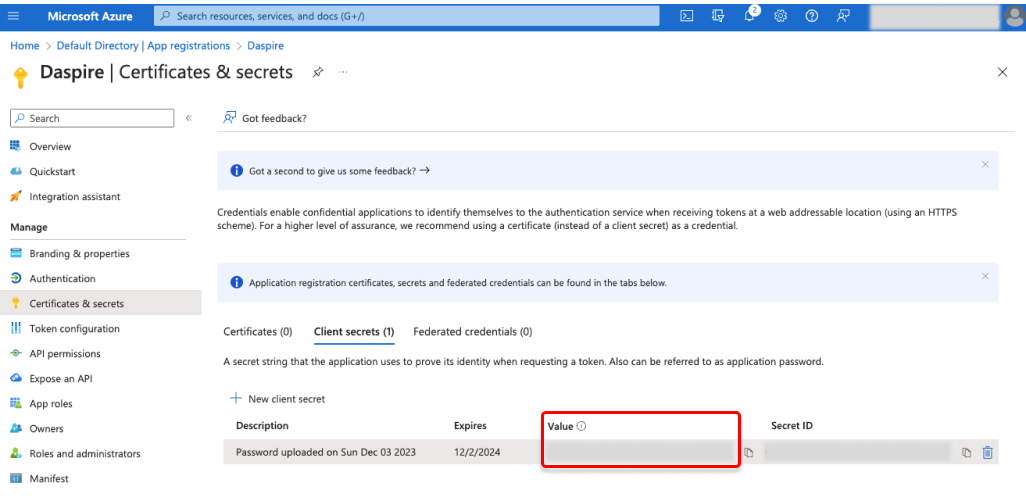 Microsoft Azure
Search resources, services, and docs (G+/)
2
Home > Default Directory | App registrations > Daspire
Daspire | Certificates & secrets
Search
Got feedback?
Overview
Quickstart
Integration assistant
Manage
Branding & properties
Authentication
Certificates & secrets
Token configuration
API permissions
Expose an API
App roles
Owners
Roles and administrators
Manifest
Got a second to give us some feedback? →
Credentials enable confidential applications to identify themselves to the authentication service when receiving tokens at a web addressable location (using an HTTPS
scheme). For a higher level of assurance, we recommend using a certificate (instead of a client secret) as a credential.
Application registration certificates, secrets and federated credentials can be found in the tabs below.
Certificates (0) Client secrets (1) Federated credentials (0)
A secret string that the application uses to prove its identity when requesting a token. Also can be referred to as application password.
New client secret
Description Expires Value Secret ID
Password uploaded on Sun Dec 03 2023 12/2/2024